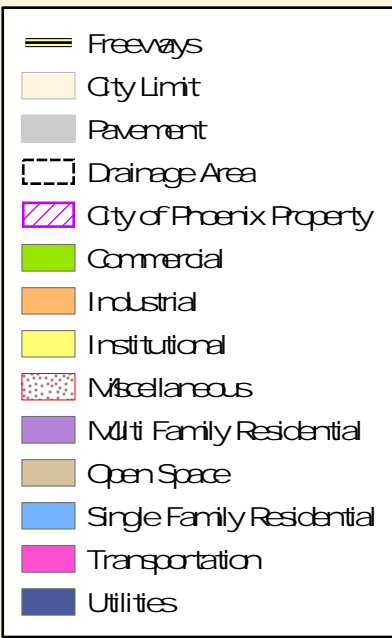 Freeways
City Limit
Pavement
Drainage Area
City of Phoenix Property
Commercial
Industrial
Institutional
Miscellaneous
Multi Family Residential
Open Space
Single Family Residential
Transportation
Utilities